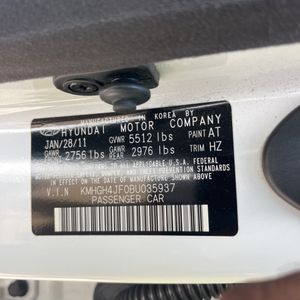 MANUFACTURED IN KOREA BY
HYUNDAI MOTOR COMPANY
JAN/28/11 GVWR 5512 lbs PAINT AT
GAWR FRONT 2756 lbs GAWR REAR 2976 lbs TRIM HZ
THIS VEHICLE CONFORMS TO ALL APPLICABLE U.S.A. FEDERAL
MOTOR VEHICLE SAFETY, BUMPER, AND THEFT PREVENTION STANDARDS
IN EFFECT ON THE DATE OF MANUFACTURE SHOWN ABOVE.
V.I.N KMHGH4JF0BU035937
PASSENGER CAR